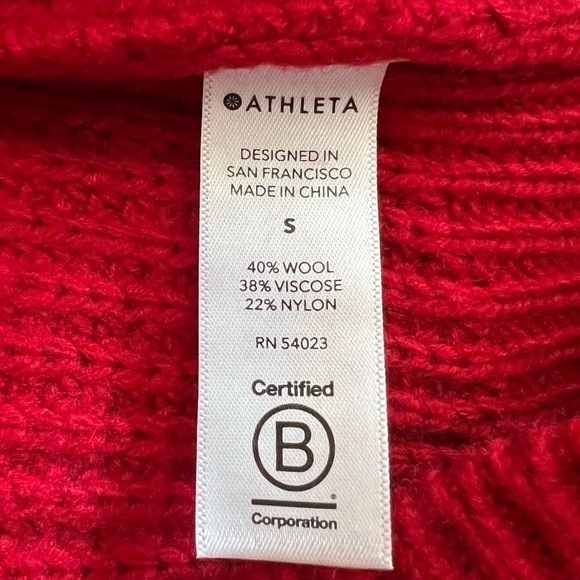 ATHLETA
DESIGNED IN
SAN FRANCISCO
MADE IN CHINA
S
40% WOOL
38% VISCOSE
22% NYLON
RN 54023
Certified
B
®
Corporation